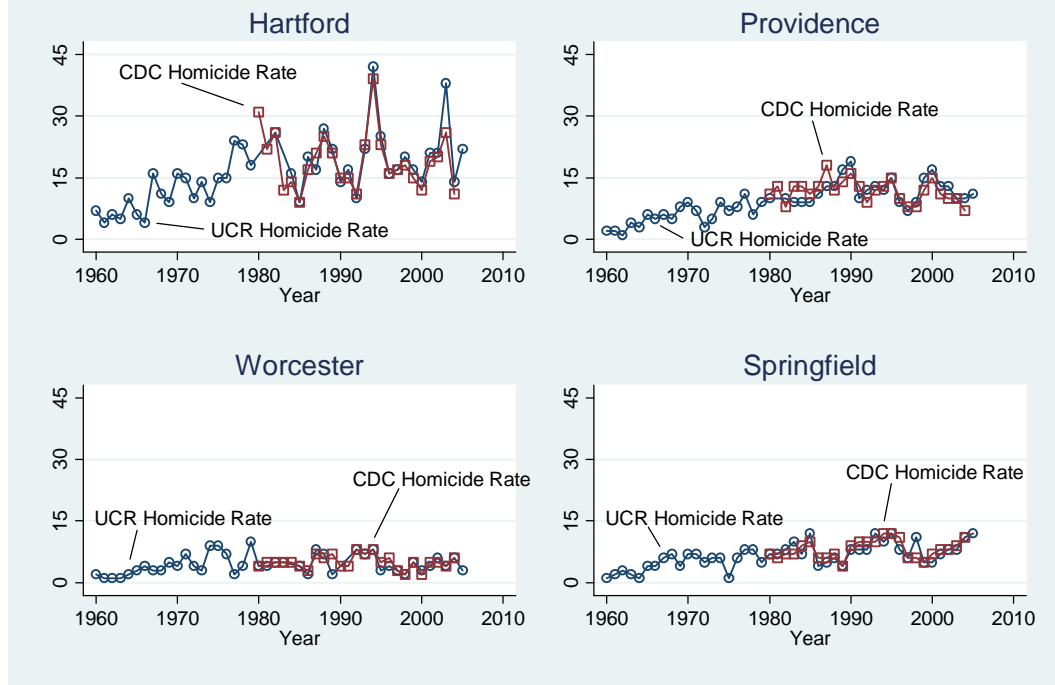 Hartford
45
30
15
0
CDC Homicide Rate
UCR Homicide Rate
1960 1970 1980 1990 2000 2010
Year
Providence
45
30
15
0
CDC Homicide Rate
UCR Homicide Rate
1960 1970 1980 1990 2000 2010
Year
Worcester
45
30
15
0
CDC Homicide Rate
UCR Homicide Rate
1960 1970 1980 1990 2000 2010
Year
Springfield
45
30
15
0
CDC Homicide Rate
UCR Homicide Rate
1960 1970 1980 1990 2000 2010
Year